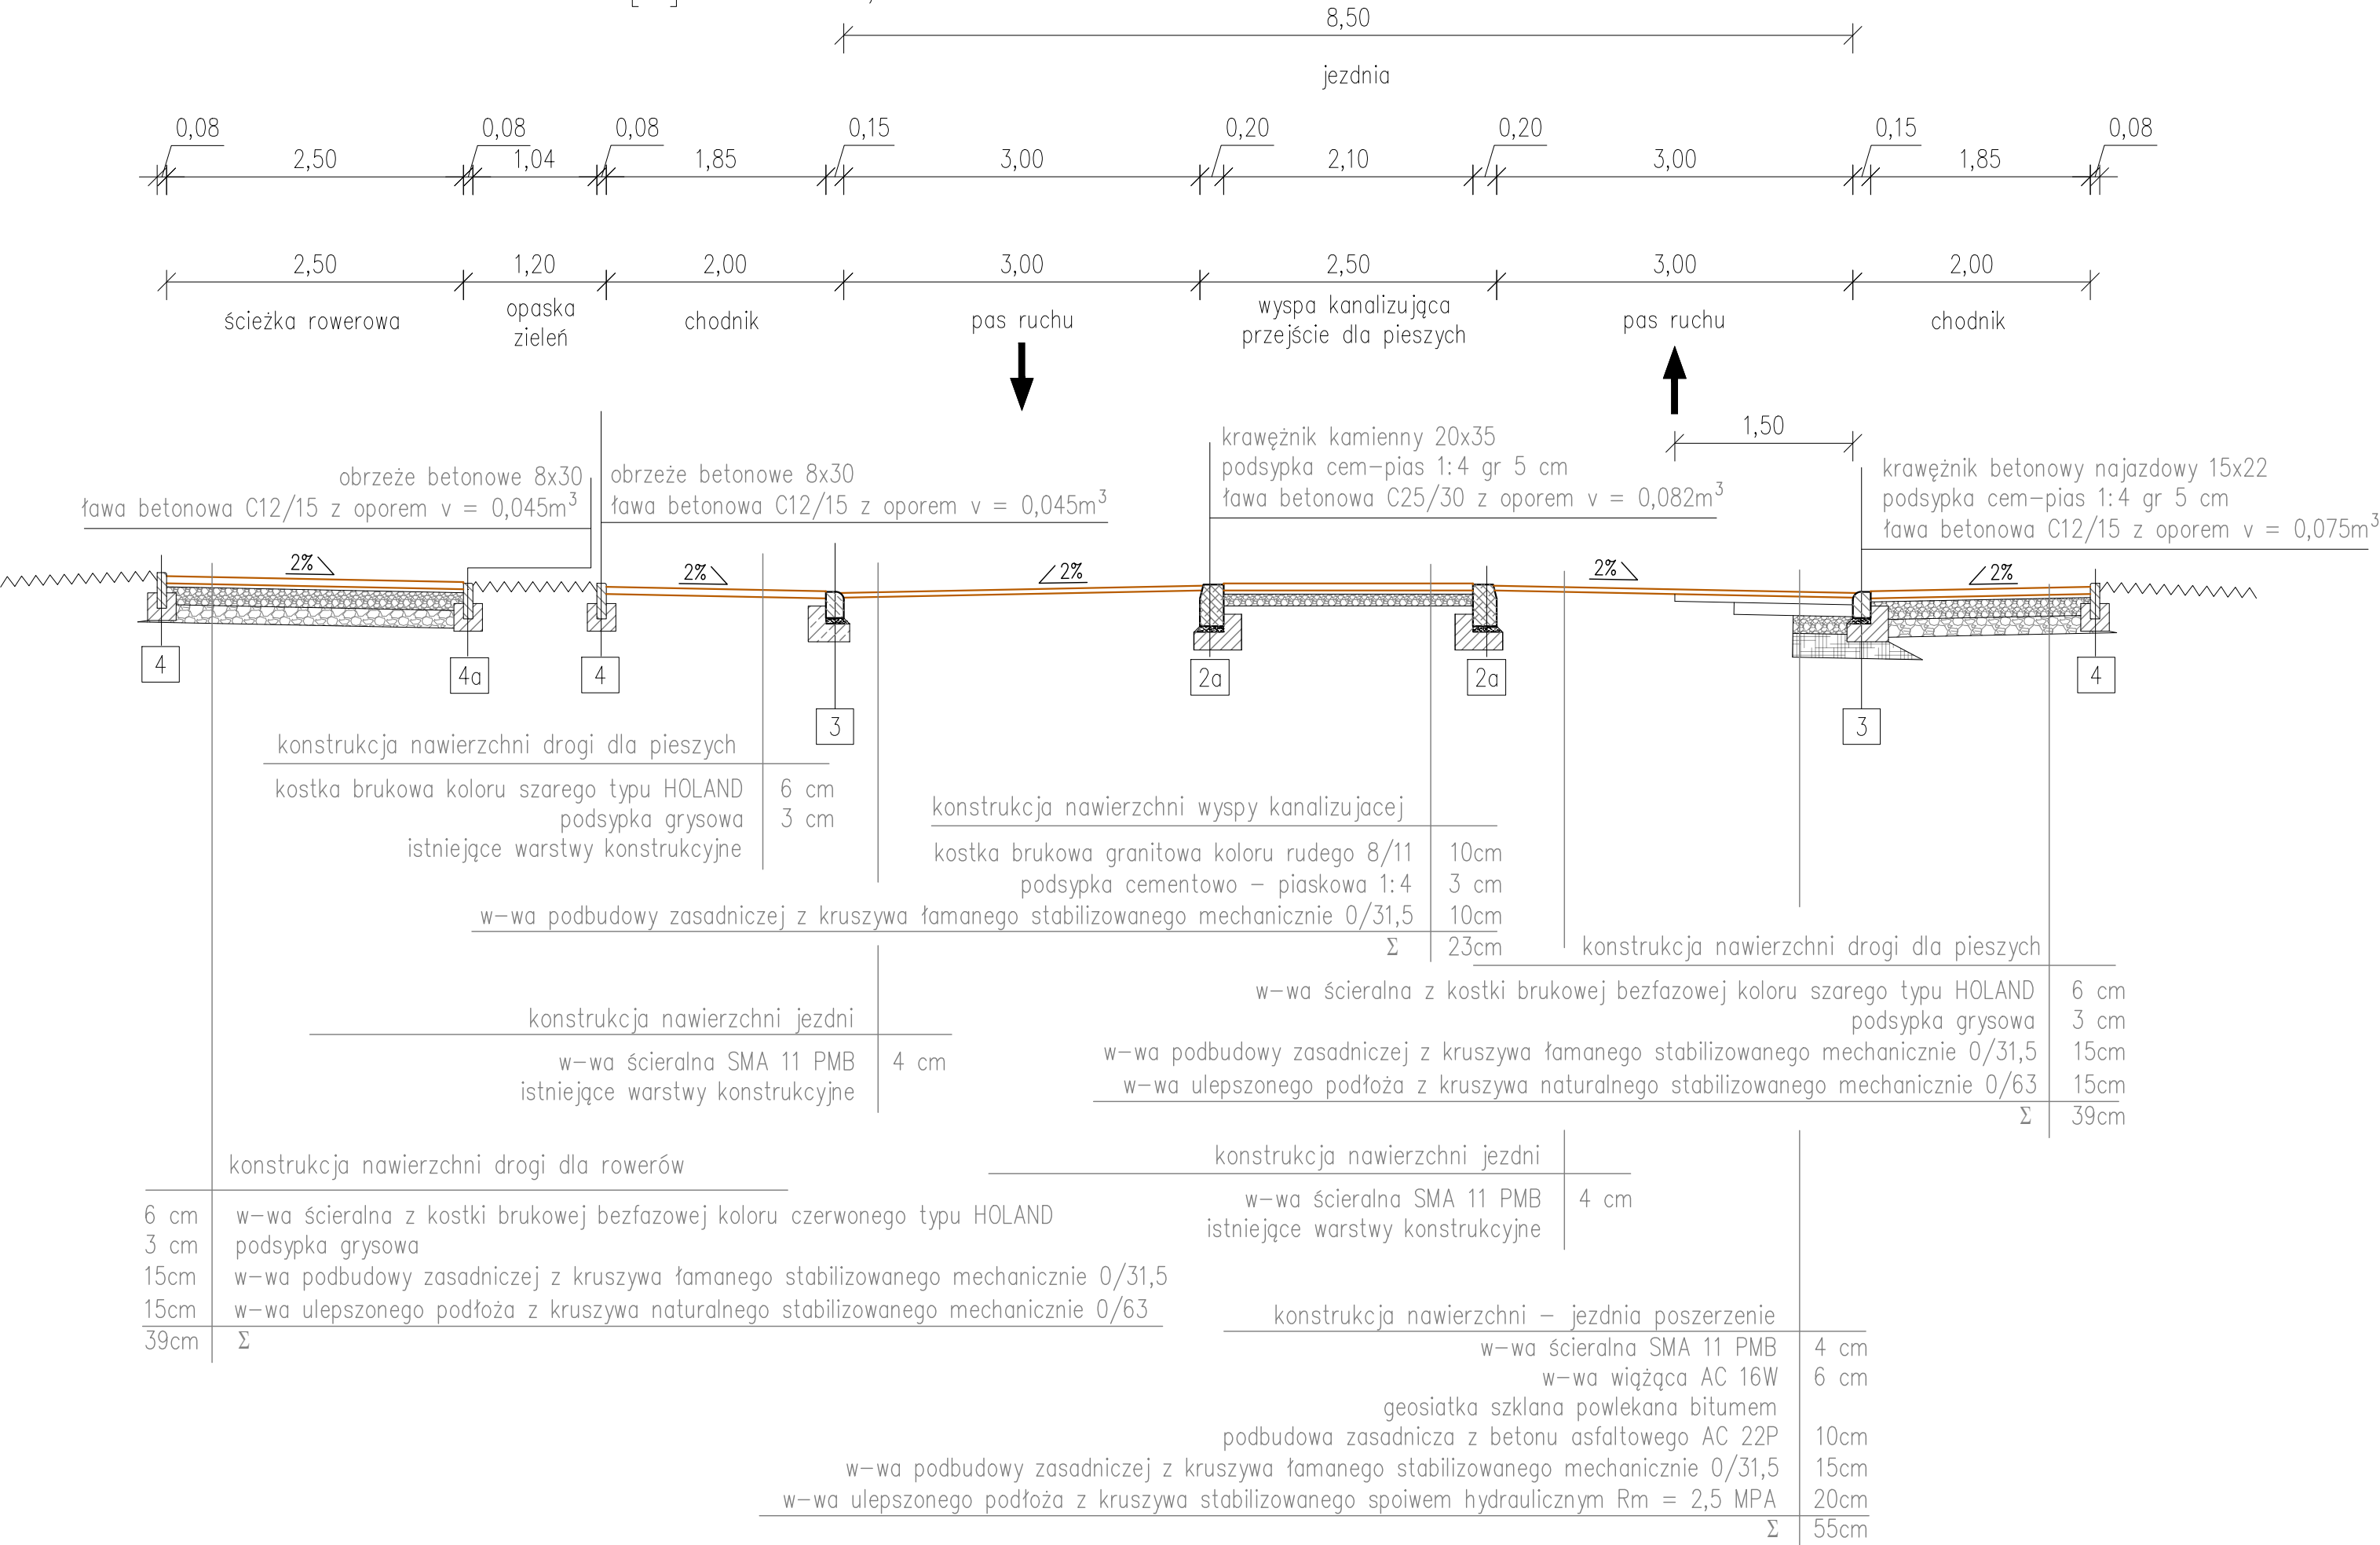 8,50
jezdnia
0,08 0,08 0,08 0,15 0,20 0,20 0,15 0,08
2,50 1,04 1,85 3,00 2,10 3,00 1,85
2,50 1,20 2,00 3,00 2,50 3,00 2,00
ścieżka rowerowa
opaska
zieleń
chodnik
pas ruchu
wyspa kanalizująca
przejście dla pieszych
pas ruchu
chodnik
1,50
obrzeże betonowe 8x30
ława betonowa C12/15 z oporem v = 0,045m³
obrzeże betonowe 8x30
ława betonowa C12/15 z oporem v = 0,045m³
krawężnik kamienny 20x35
podsypka cem-pias 1:4 gr 5 cm
ława betonowa C25/30 z oporem v = 0,082m³
krawężnik betonowy najazdowy 15x22
podsypka cem-pias 1:4 gr 5 cm
ława betonowa C12/15 z oporem v = 0,075m³
2% 2% 2% 2% 2%
4 4a 4 3 2a 2a 3 4
konstrukcja nawierzchni drogi dla pieszych
kostka brukowa koloru szarego typu HOLAND 6 cm
podsypka grysowa 3 cm
istniejące warstwy konstrukcyjne
konstrukcja nawierzchni wyspy kanalizujacej
kostka brukowa granitowa koloru rudego 8/11 10cm
podsypka cementowo - piaskowa 1:4 3 cm
w-wa podbudowy zasadniczej z kruszywa łamanego stabilizowanego mechanicznie 0/31,5 10cm
Σ 23cm
konstrukcja nawierzchni drogi dla pieszych
w-wa ścieralna z kostki brukowej bezfazowej koloru szarego typu HOLAND 6 cm
podsypka grysowa 3 cm
w-wa podbudowy zasadniczej z kruszywa łamanego stabilizowanego mechanicznie 0/31,5 15cm
w-wa ulepszonego podłoża z kruszywa naturalnego stabilizowanego mechanicznie 0/63 15cm
Σ 39cm
konstrukcja nawierzchni jezdni
w-wa ścieralna SMA 11 PMB 4 cm
istniejące warstwy konstrukcyjne
konstrukcja nawierzchni drogi dla rowerów
6 cm w-wa ścieralna z kostki brukowej bezfazowej koloru czerwonego typu HOLAND
3 cm podsypka grysowa
15cm w-wa podbudowy zasadniczej z kruszywa łamanego stabilizowanego mechanicznie 0/31,5
15cm w-wa ulepszonego podłoża z kruszywa naturalnego stabilizowanego mechanicznie 0/63
39cm Σ
konstrukcja nawierzchni jezdni
w-wa ścieralna SMA 11 PMB 4 cm
istniejące warstwy konstrukcyjne
konstrukcja nawierzchni - jezdnia poszerzenie
w-wa ścieralna SMA 11 PMB 4 cm
w-wa wiążąca AC 16W 6 cm
geosiatka szklana powlekana bitumem
podbudowa zasadnicza z betonu asfaltowego AC 22P 10cm
w-wa podbudowy zasadniczej z kruszywa łamanego stabilizowanego mechanicznie 0/31,5 15cm
w-wa ulepszonego podłoża z kruszywa stabilizowanego spoiwem hydraulicznym Rm = 2,5 MPA 20cm
Σ 55cm